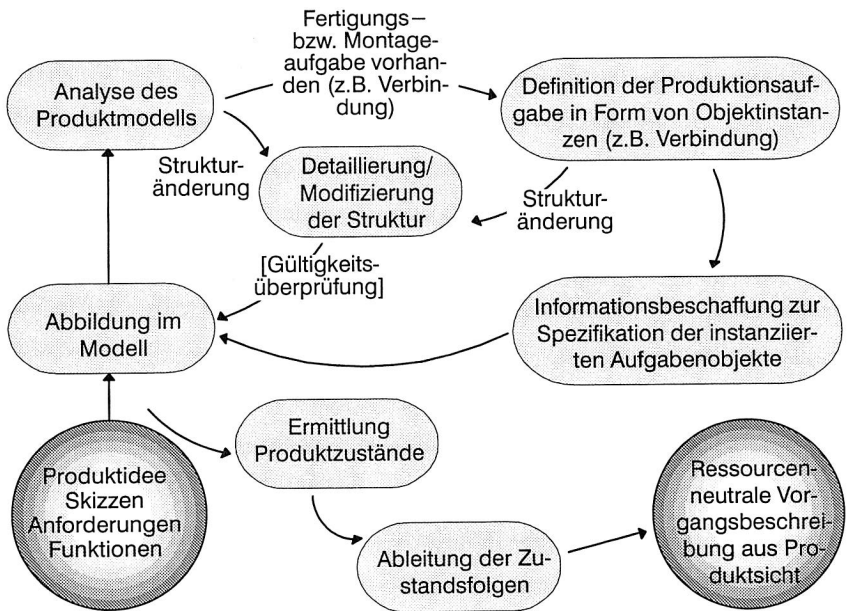 Fertigungs–
bzw. Montage-
aufgabe vorhan-
den (z.B. Verbin-
dung)
Analyse des
Produktmodells
Definition der Produktionsauf-
gabe in Form von Objektinstan-
zen (z.B. Verbindung)
Struktur-
änderung
Detaillierung/
Modifizierung
der Struktur
Struktur-
änderung
[Gültigkeits-
überprüfung]
Abbildung im
Modell
Informationsbeschaffung zur
Spezifikation der instanziier-
ten Aufgabenobjekte
Ermittlung
Produktzustände
Produktidee
Skizzen
Anforderungen
Funktionen
Ressourcen-
neutrale Vor-
gangsbeschrei-
bung aus Pro-
duktsicht
Ableitung der Zu-
standsfolgen